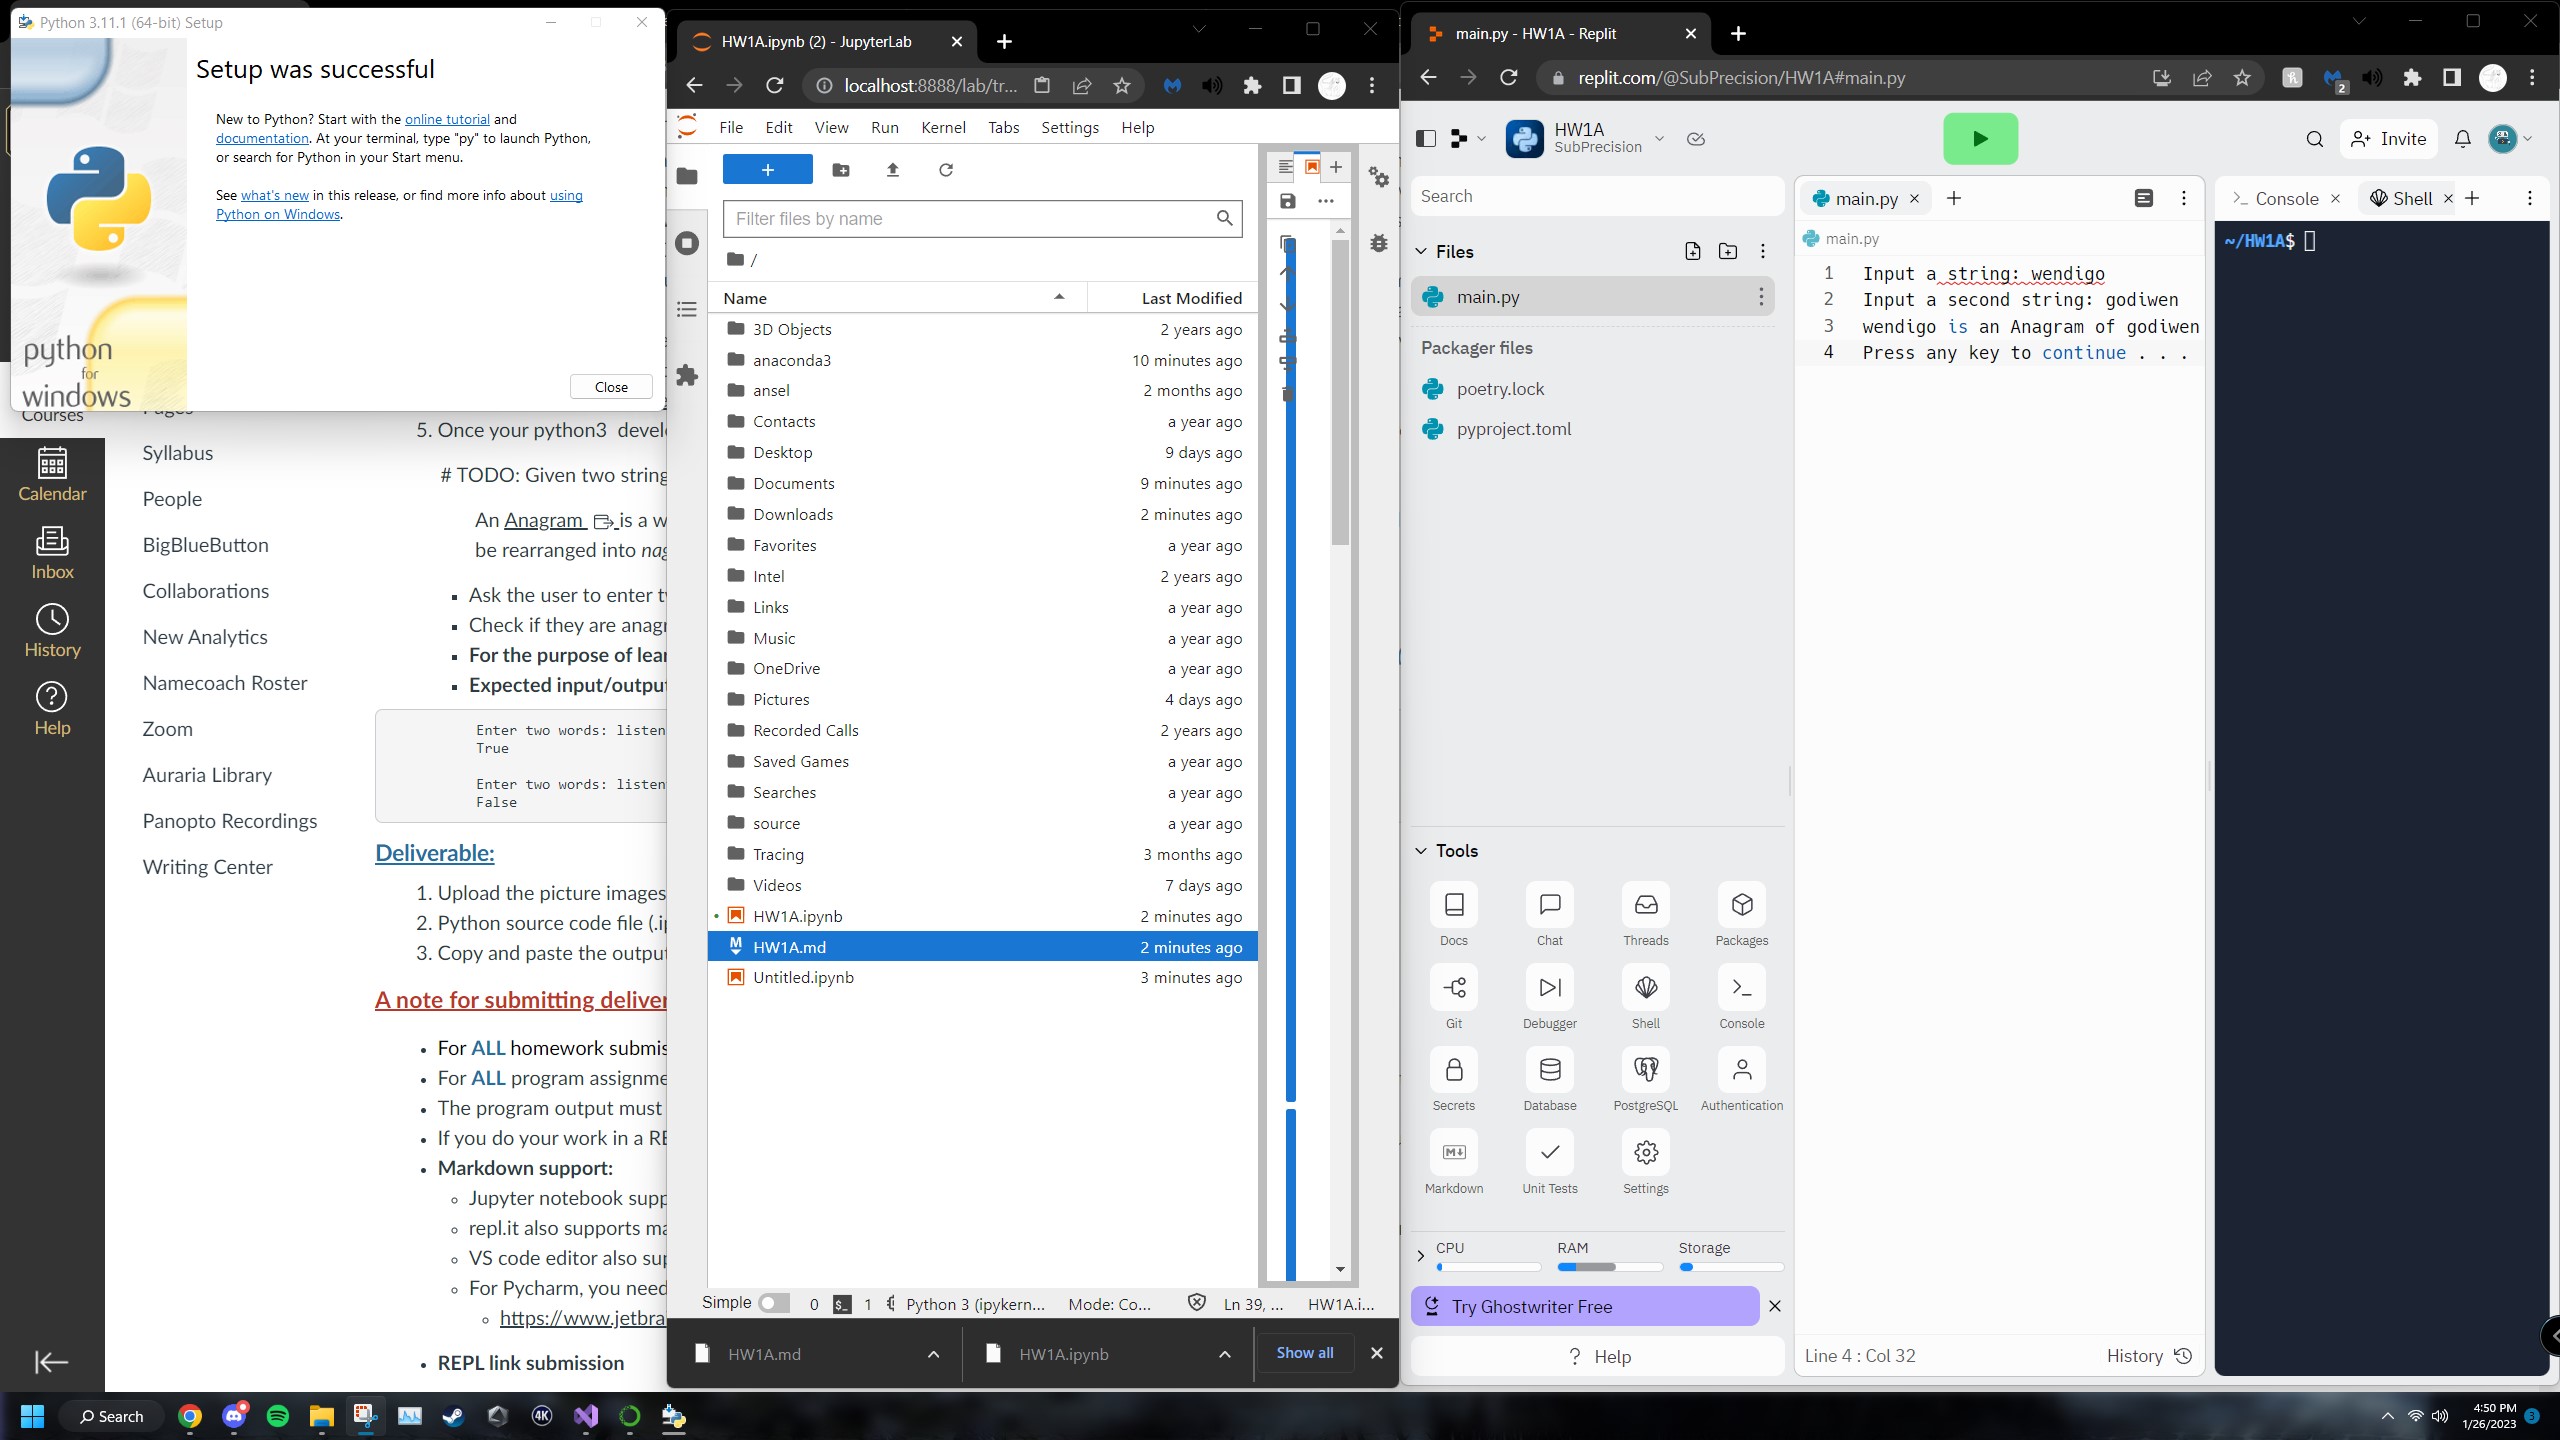 Python 3.11.1 (64-bit) Setup
Setup was successful
New to Python? Start with the online tutorial and
documentation. At your terminal, type "py" to launch Python,
or search for Python in your Start menu.
See what's new in this release, or find more info about using
Python on Windows.
python
for
windows
Close
Courses
Calendar
Inbox
History
Help
Pages
Syllabus
People
BigBlueButton
Collaborations
New Analytics
Namecoach Roster
Zoom
Auraria Library
Panopto Recordings
Writing Center
5. Once your python3 devel
# TODO: Given two string
An Anagram is a w
be rearranged into nag
Ask the user to enter t
Check if they are anagr
For the purpose of lear
Expected input/output
Enter two words: listen
True
Enter two words: listen
False
Deliverable:
1. Upload the picture images
2. Python source code file (.i
3. Copy and paste the output
A note for submitting deliver
For ALL homework submis
For ALL program assignme
The program output must
If you do your work in a RE
Markdown support:
Jupyter notebook supp
repl.it also supports ma
VS code editor also sup
For Pycharm, you need
https://www.jetbra
REPL link submission
HW1A.ipynb (2) - JupyterLab
localhost:8888/lab/tr...
File Edit View Run Kernel Tabs Settings Help
Filter files by name
/
Name Last Modified
3D Objects 2 years ago
anaconda3 10 minutes ago
ansel 2 months ago
Contacts a year ago
Desktop 9 days ago
Documents 9 minutes ago
Downloads 2 minutes ago
Favorites a year ago
Intel 2 years ago
Links a year ago
Music a year ago
OneDrive a year ago
Pictures 4 days ago
Recorded Calls 2 years ago
Saved Games a year ago
Searches a year ago
source a year ago
Tracing 3 months ago
Videos 7 days ago
HW1A.ipynb 2 minutes ago
HW1A.md 2 minutes ago
Untitled.ipynb 3 minutes ago
Simple 0 1 Python 3 (ipykern... Mode: Co... Ln 39, ... HW1A.i...
HW1A.md HW1A.ipynb Show all
main.py - HW1A - Replit
replit.com/@SubPrecision/HW1A#main.py
2
HW1A
SubPrecision
Invite
Search
Files
main.py
Packager files
poetry.lock
pyproject.toml
Tools
Docs Chat Threads Packages
Git Debugger Shell Console
Secrets Database PostgreSQL Authentication
Markdown Unit Tests Settings
CPU RAM Storage
Try Ghostwriter Free
? Help
main.py
main.py
1 Input a string: wendigo
2 Input a second string: godiwen
3 wendigo is an Anagram of godiwen
4 Press any key to continue . . .
Line 4 : Col 32 History
Console Shell
~/HW1A$
Search
4K
4:50 PM
1/26/2023
3